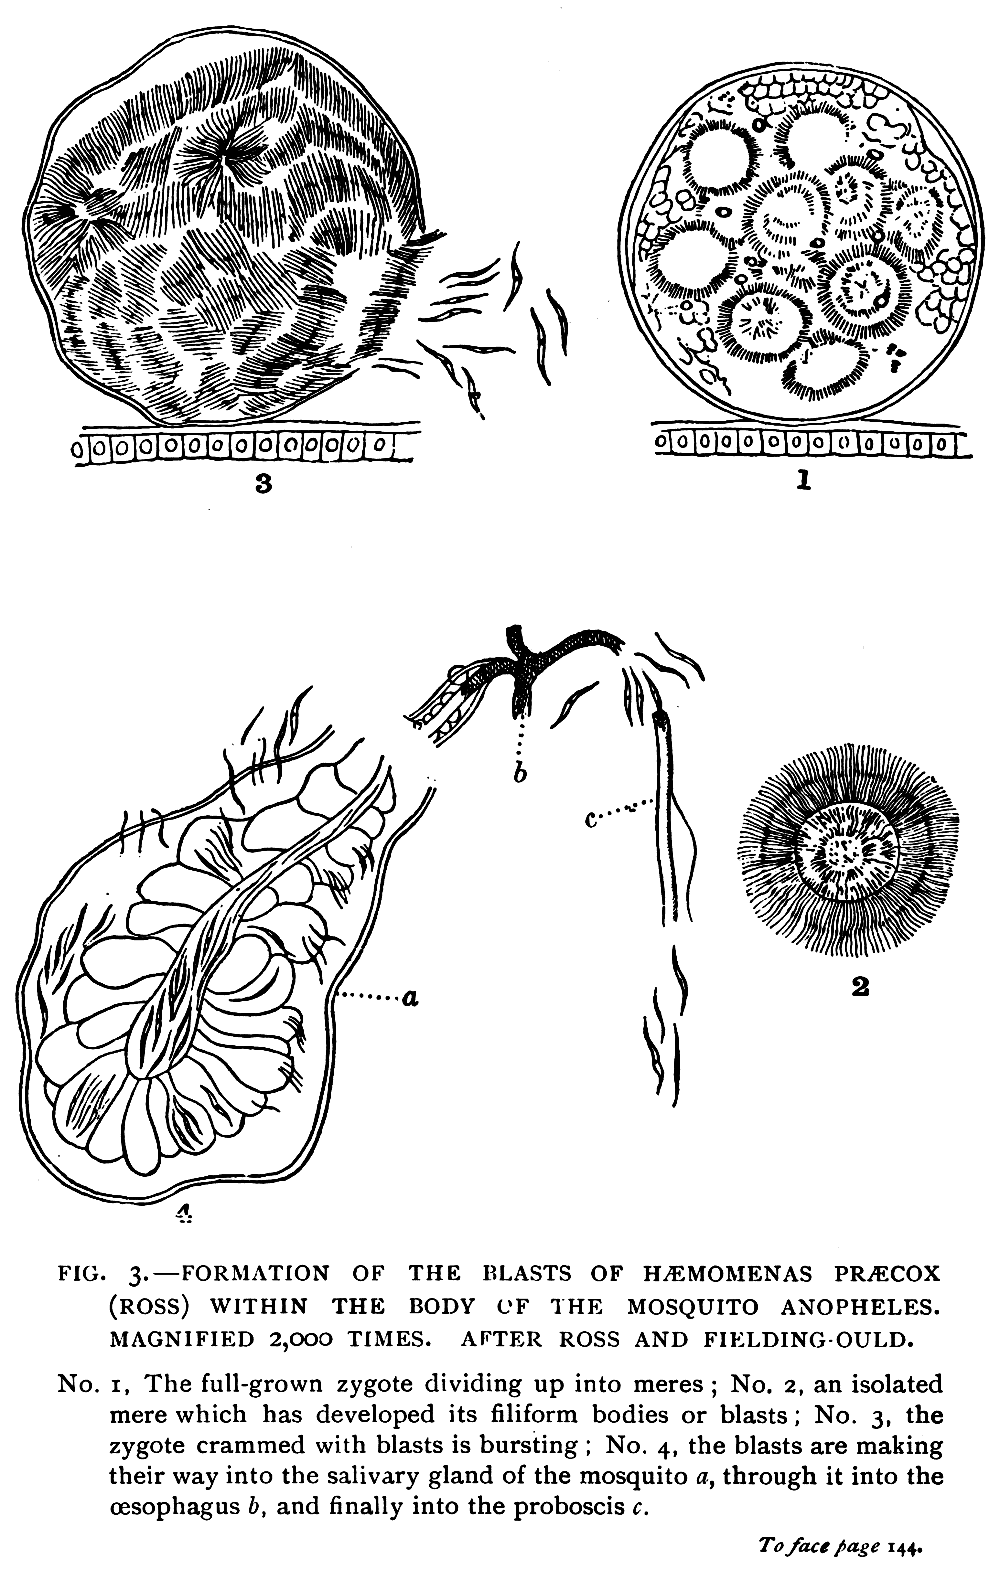 3
1
b
c
a
2
4
FIG. 3.—FORMATION OF THE BLASTS OF HÆMOMENAS PRÆCOX
(ROSS) WITHIN THE BODY OF THE MOSQUITO ANOPHELES.
MAGNIFIED 2,000 TIMES. AFTER ROSS AND FIELDING-OULD.
No. 1, The full-grown zygote dividing up into meres ; No. 2, an isolated
mere which has developed its filiform bodies or blasts ; No. 3, the
zygote crammed with blasts is bursting ; No. 4, the blasts are making
their way into the salivary gland of the mosquito a, through it into the
œsophagus b, and finally into the proboscis c.
To face page 144.